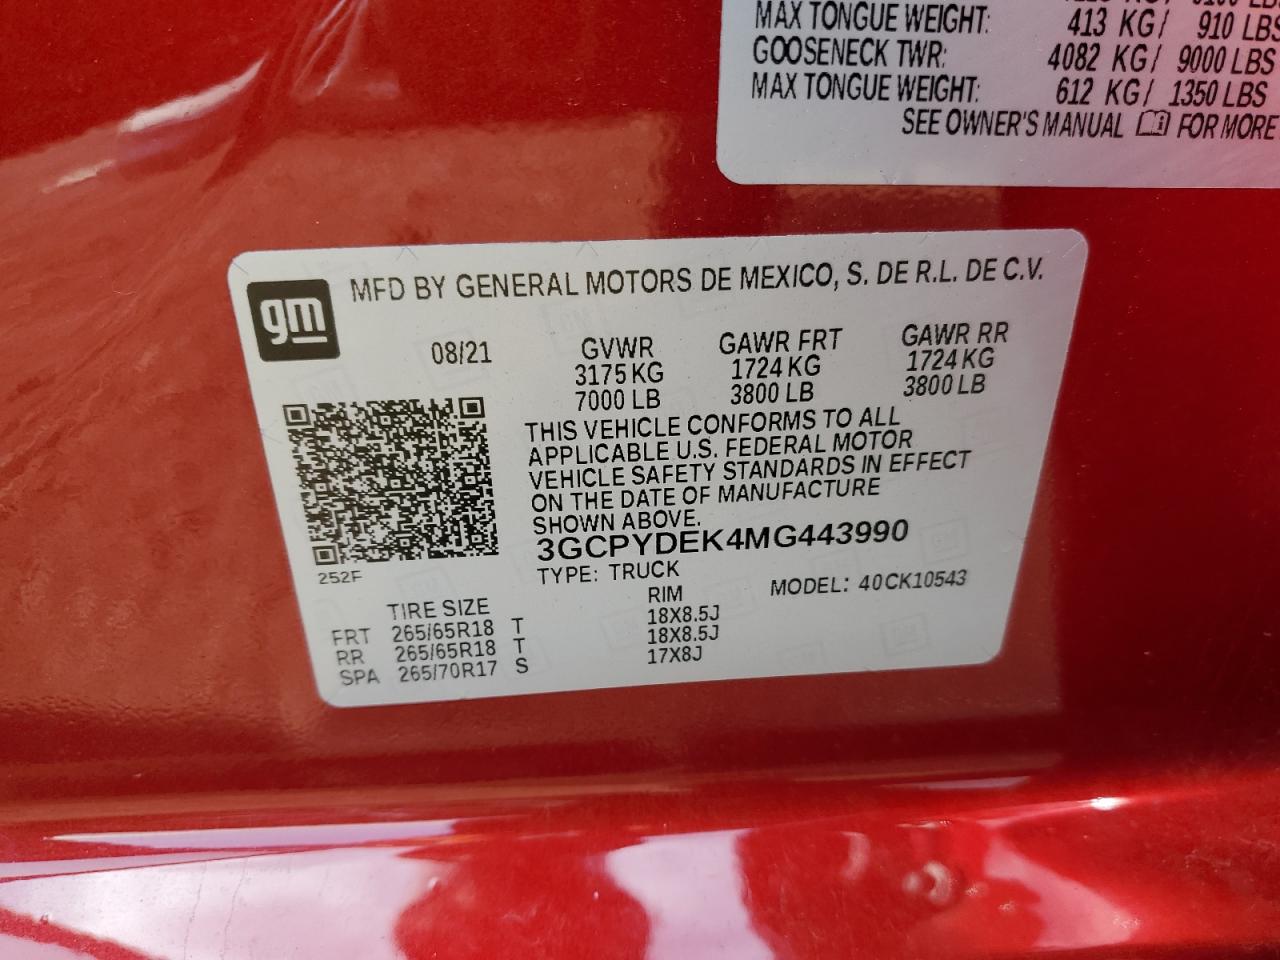 MAX TONGUE WEIGHT: 413 KG/ 910 LBS
GOOSENECK TWR: 4082 KG/ 9000 LBS
MAX TONGUE WEIGHT: 612 KG/ 1350 LBS
SEE OWNER'S MANUAL FOR MORE
gm
MFD BY GENERAL MOTORS DE MEXICO, S. DE R.L. DE C.V.
08/21 GVWR GAWR FRT GAWR RR
3175 KG 1724 KG 1724 KG
7000 LB 3800 LB 3800 LB
THIS VEHICLE CONFORMS TO ALL
APPLICABLE U.S. FEDERAL MOTOR
VEHICLE SAFETY STANDARDS IN EFFECT
ON THE DATE OF MANUFACTURE
SHOWN ABOVE.
3GCPYDEK4MG443990
252F
TYPE: TRUCK MODEL: 40CK10543
TIRE SIZE RIM
FRT 265/65R18 T 18X8.5J
RR 265/65R18 T 18X8.5J
SPA 265/70R17 S 17X8J